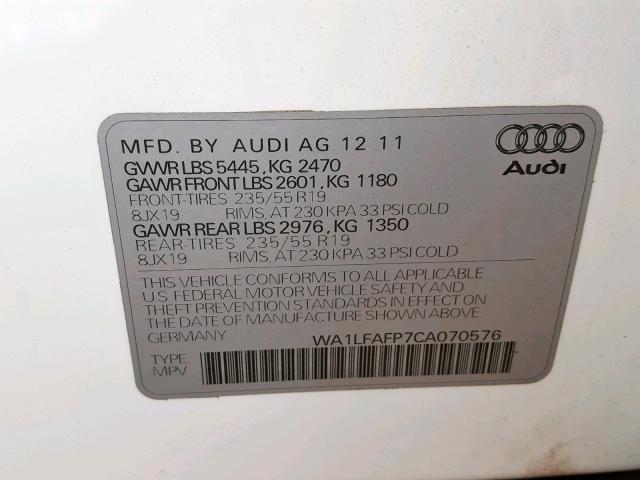 MFD. BY AUDI AG 12 11
GVWR LBS 5445, KG 2470
GAWR FRONT LBS 2601, KG 1180
FRONT-TIRES 235/55 R19
8JX19 RIMS, AT 230 KPA 33 PSI COLD
GAWR REAR LBS 2976, KG 1350
REAR-TIRES 235/55 R19
8JX19 RIMS, AT 230 KPA 33 PSI COLD
THIS VEHICLE CONFORMS TO ALL APPLICABLE
U.S. FEDERAL MOTOR VEHICLE SAFETY AND
THEFT PREVENTION STANDARDS IN EFFECT ON
THE DATE OF MANUFACTURE SHOWN ABOVE
GERMANY WA1LFAFP7CA070576
TYPE
MPV
Audi